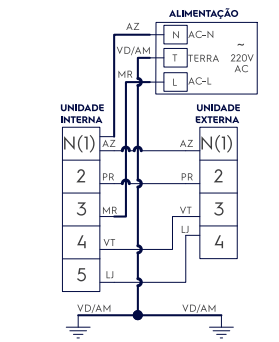 ALIMENTAÇÃO
AZ
N AC-N
VD/AM
T TERRA
~
220V
AC
MR
L AC-L
UNIDADE
INTERNA
UNIDADE
EXTERNA
N(1) AZ AZ N(1)
2 PR PR 2
3 MR VT 3
4 VT LJ 4
5 LJ
VD/AM VD/AM